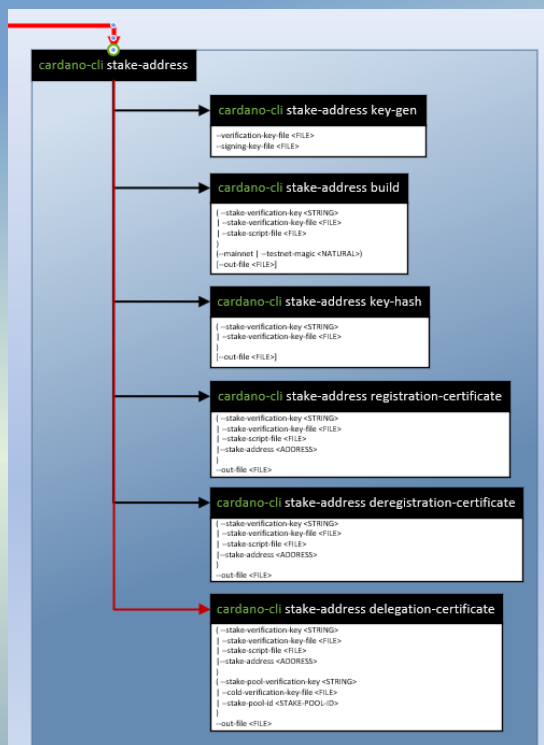 cardano-cli stake-address
cardano-cli stake-address key-gen
--verification-key-file <FILE>
--signing-key-file <FILE>
cardano-cli stake-address build
( --stake-verification-key <STRING>
| --stake-verification-key-file <FILE>
| --stake-script-file <FILE>
)
(--mainnet | --testnet-magic <NATURAL>)
[--out-file <FILE>]
cardano-cli stake-address key-hash
( --stake-verification-key <STRING>
| --stake-verification-key-file <FILE>
)
[--out-file <FILE>]
cardano-cli stake-address registration-certificate
( --stake-verification-key <STRING>
| --stake-verification-key-file <FILE>
| --stake-script-file <FILE>
|--stake-address <ADDRESS>
)
--out-file <FILE>
cardano-cli stake-address deregistration-certificate
( --stake-verification-key <STRING>
| --stake-verification-key-file <FILE>
| --stake-script-file <FILE>
|--stake-address <ADDRESS>
)
--out-file <FILE>
cardano-cli stake-address delegation-certificate
( --stake-verification-key <STRING>
| --stake-verification-key-file <FILE>
| --stake-script-file <FILE>
|--stake-address <ADDRESS>
)
( --stake-pool-verification-key <STRING>
| --cold-verification-key-file <FILE>
| --stake-pool-id <STAKE-POOL-ID>
)
--out-file <FILE>